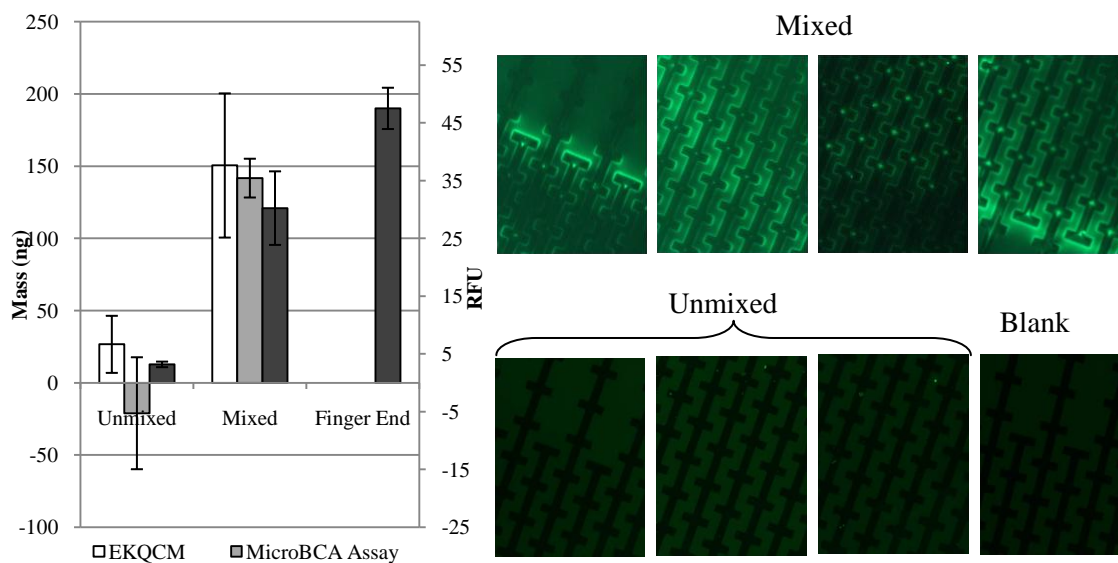 250
200
150
100
50
0
-50
-100
Mass (ng)
Unmixed
Mixed
Finger End
55
45
35
25
15
5
-5
-15
-25
RFU
EKQCM
MicroBCA Assay
Mixed
Unmixed
Blank